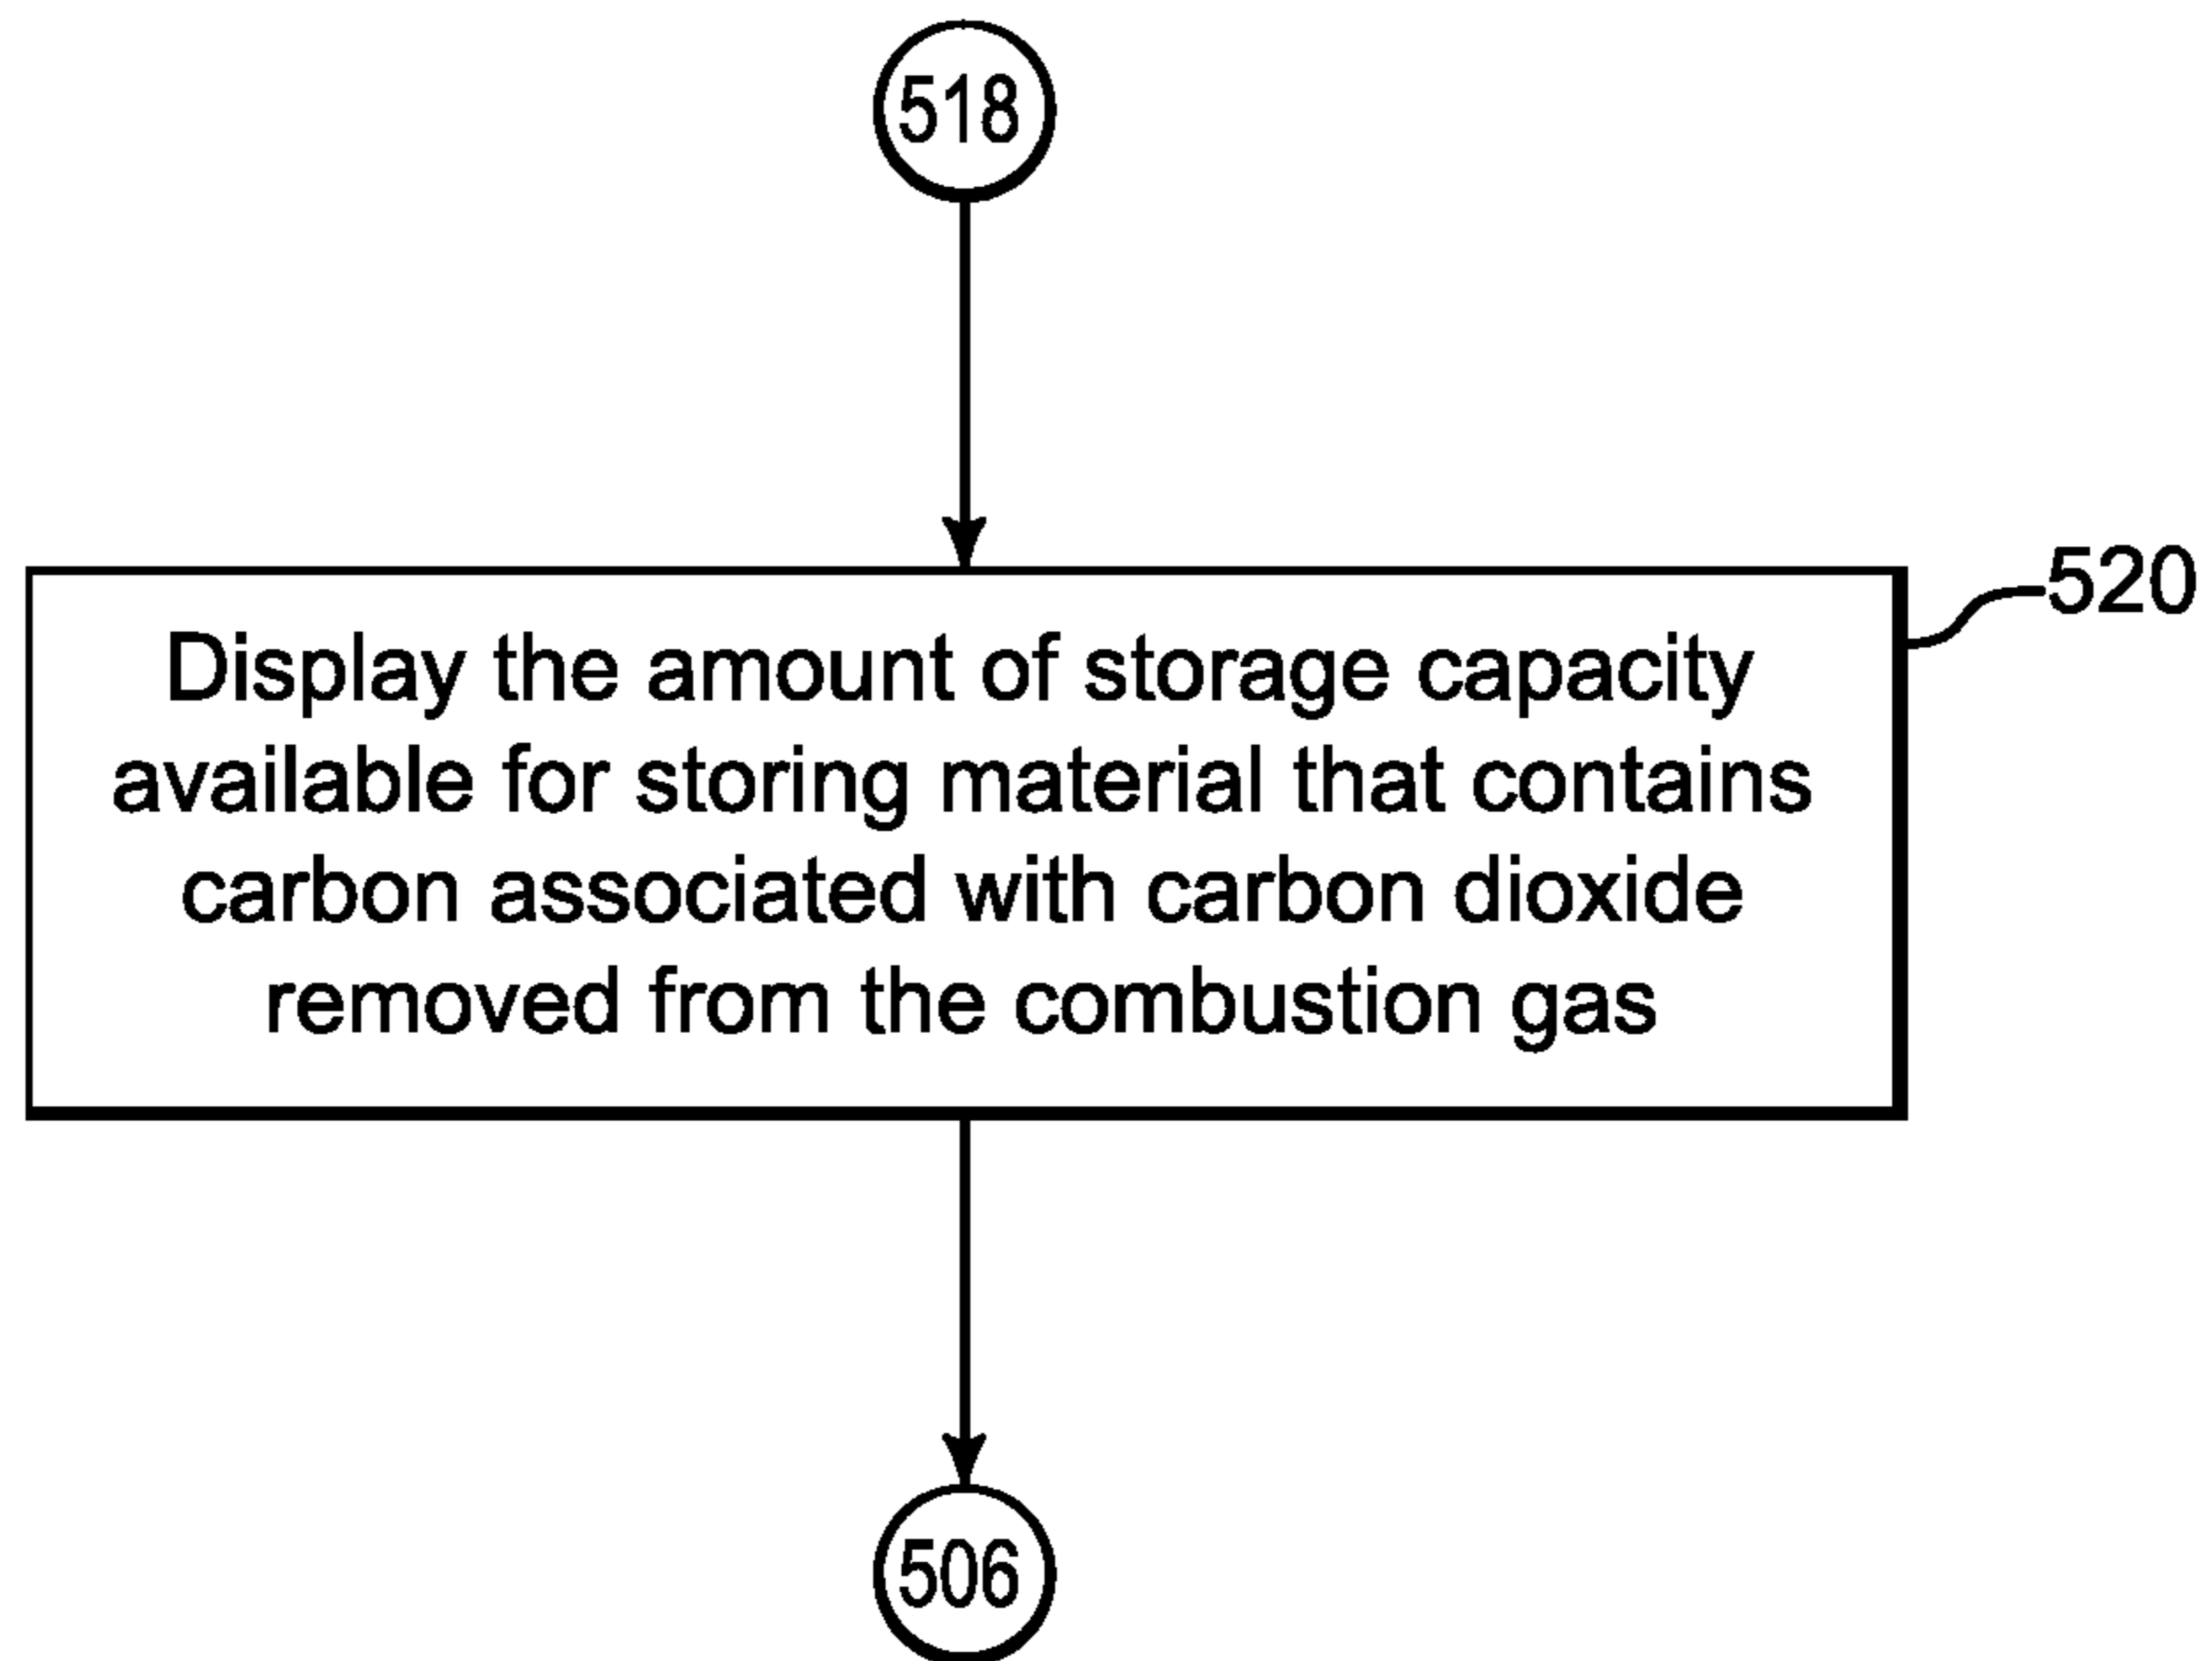 518
520
Display the amount of storage capacity
available for storing material that contains
carbon associated with carbon dioxide
removed from the combustion gas
506